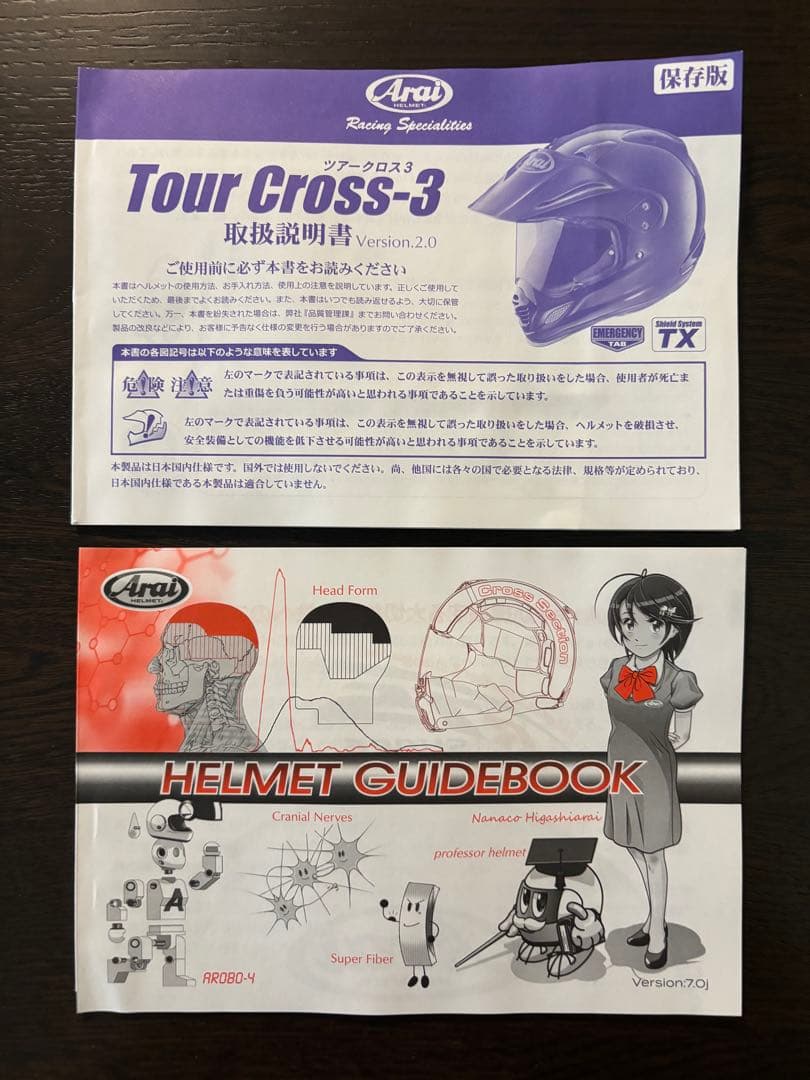 Arai
HELMET
保存版
Racing Specialities
ツアークロス3
Tour Cross-3
取扱説明書 Version.2.0
ご使用前に必ず本書をお読みください
本書はヘルメットの使用方法、お手入れ方法、使用上の注意を説明しています。正しくご使用して
いただくため、最後までよくお読みください。また、本書はいつでも読み返せるよう、大切に保管
してください。万一、本書を紛失された場合は、弊社『品質管理課』までお問い合わせください。
製品の改良などにより、お客様に予告なく仕様の変更を行う場合がありますのでご了承ください。
Arai
EMERGENCY
TAB
Shield System
TX
本書の各図記号は以下のような意味を表しています
危険 注意
左のマークで表記されている事項は、この表示を無視して誤った取り扱いをした場合、使用者が死亡ま
たは重傷を負う可能性が高いと思われる事項であることを示しています。
左のマークで表記されている事項は、この表示を無視して誤った取り扱いをした場合、ヘルメットを破損させ、
安全装備としての機能を低下させる可能性が高いと思われる事項であることを示しています。
本製品は日本国内仕様です。国外では使用しないでください。尚、他国には各々の国で必要となる法律、規格等が定められており、
日本国内仕様である本製品は適合していません。
Arai
HELMET
Head Form
Cross Section
HELMET GUIDEBOOK
Cranial Nerves
Nanaco Higashiarai
professor helmet
A
Super Fiber
AROBO-4
Version:7.0j